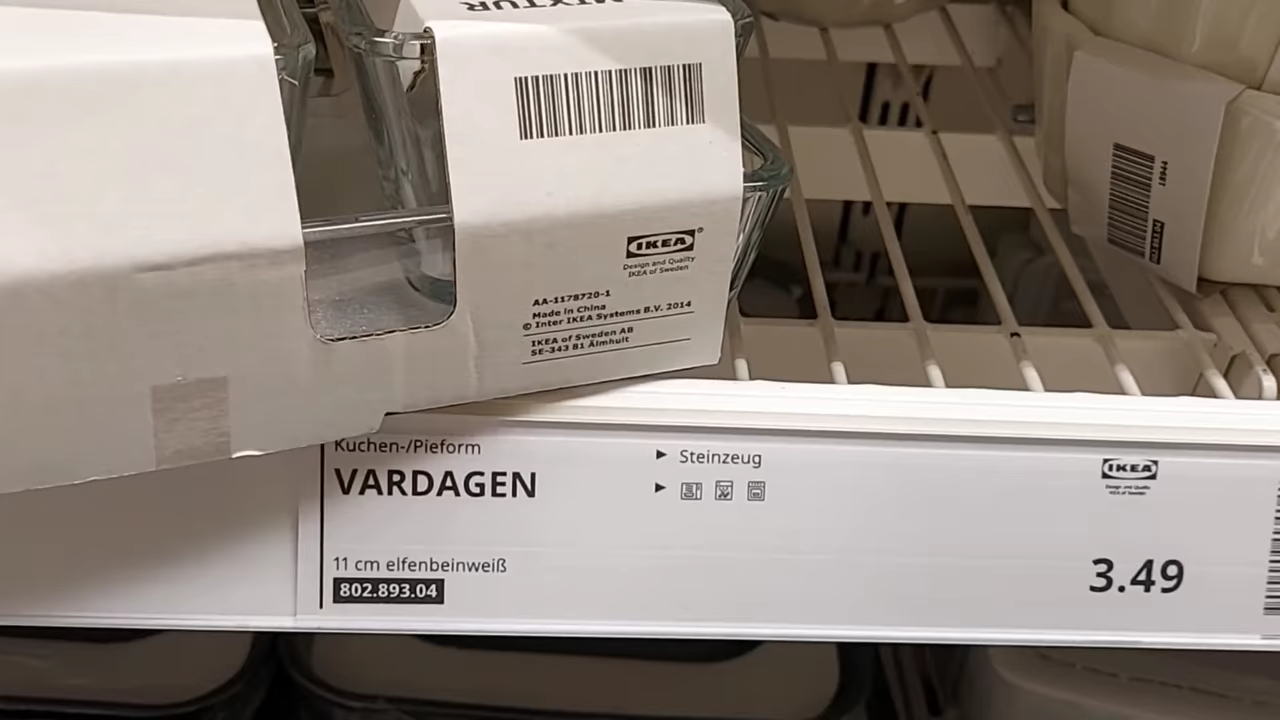 MIXTUR
IKEA
Design and Quality
IKEA of Sweden
AA-1178720-1
Made in China
© Inter IKEA Systems B.V. 2014
IKEA of Sweden AB
SE-343 81 Älmhult
18944
Kuchen-/Pieform
VARDAGEN
11 cm elfenbeinweiß
802.893.04
Steinzeug
IKEA
Design and Quality
IKEA of Sweden
3.49